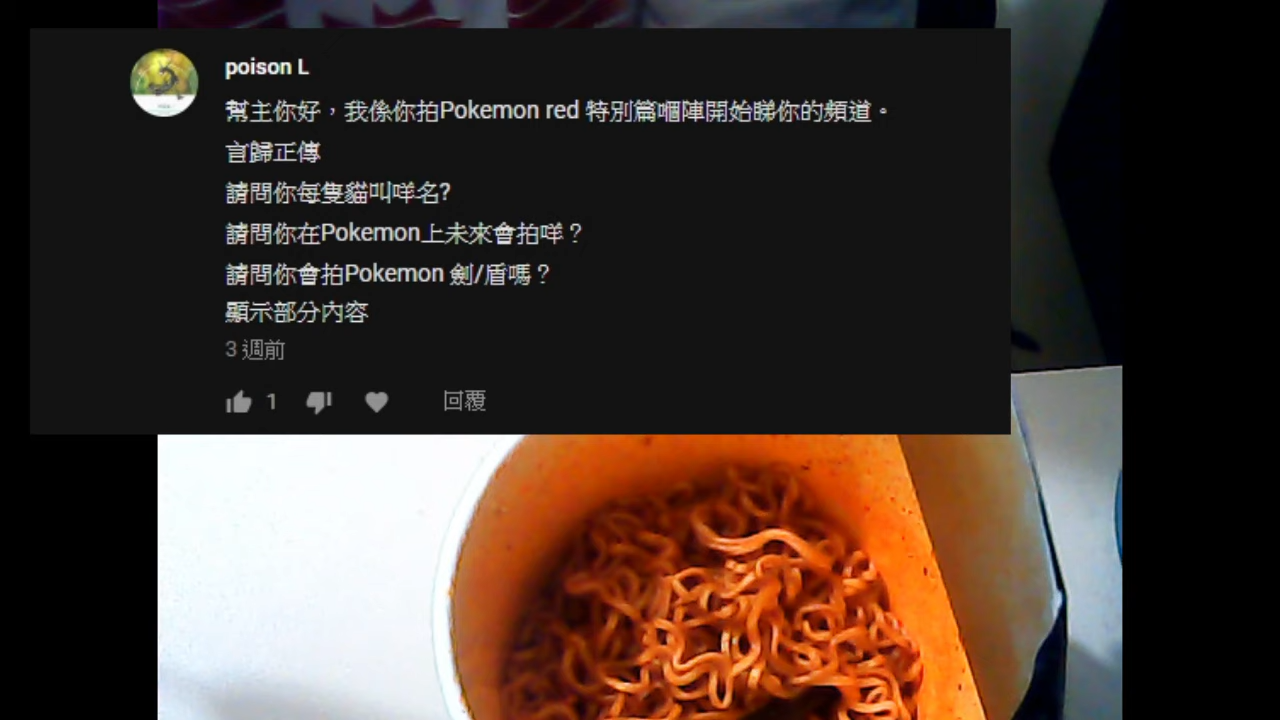 poison L
幫主你好，我係你拍Pokemon red 特別篇嗰陣開始睇你的頻道。
言歸正傳
請問你每隻貓叫咩名?
請問你在Pokemon上未來會拍咩？
請問你會拍Pokemon 劍/盾嗎？
顯示部分內容
3 週前
1 回覆